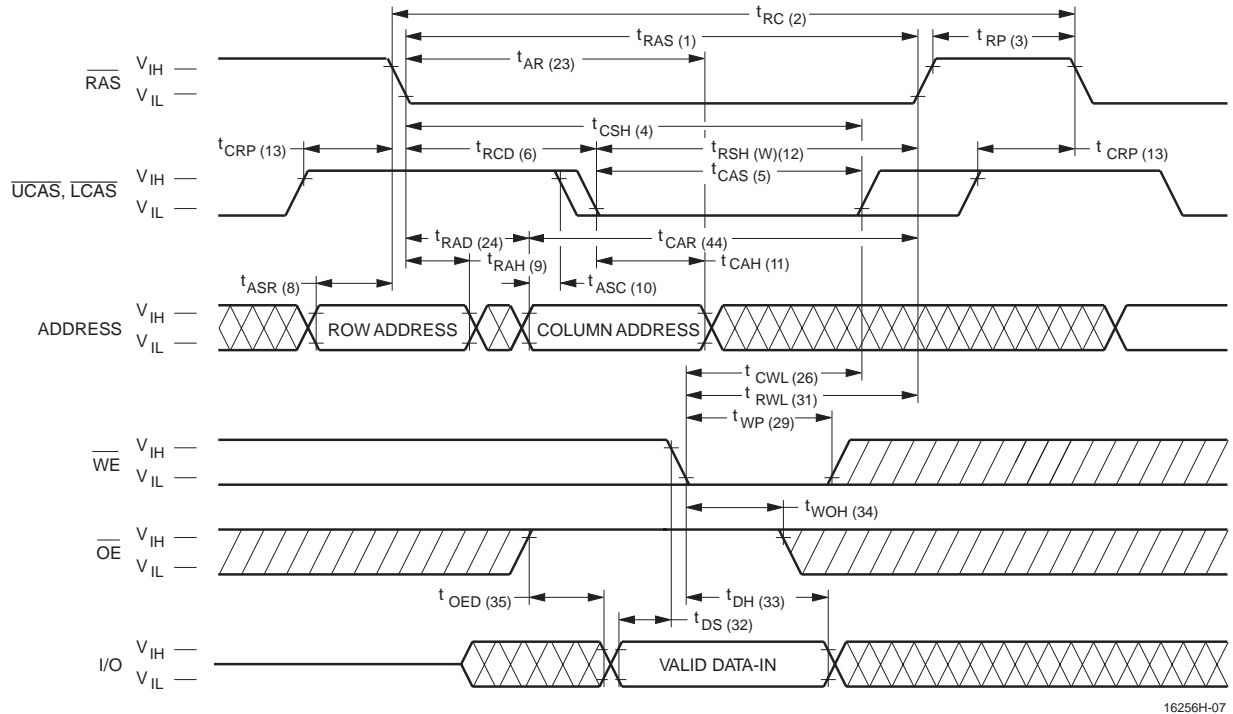 t RC (2)
t RAS (1)
t RP (3)
t AR (23)
RAS
V IH
V IL
t CSH (4)
t CRP (13)
t RCD (6)
t RSH (W)(12)
t CRP (13)
t CAS (5)
UCAS, LCAS
V IH
V IL
t RAD (24)
t CAR (44)
t RAH (9)
t CAH (11)
t ASR (8)
t ASC (10)
ADDRESS
V IH
V IL
ROW ADDRESS
COLUMN ADDRESS
t CWL (26)
t RWL (31)
t WP (29)
WE
V IH
V IL
t WOH (34)
OE
V IH
V IL
t OED (35)
t DH (33)
t DS (32)
I/O
V IH
V IL
VALID DATA-IN
16256H-07